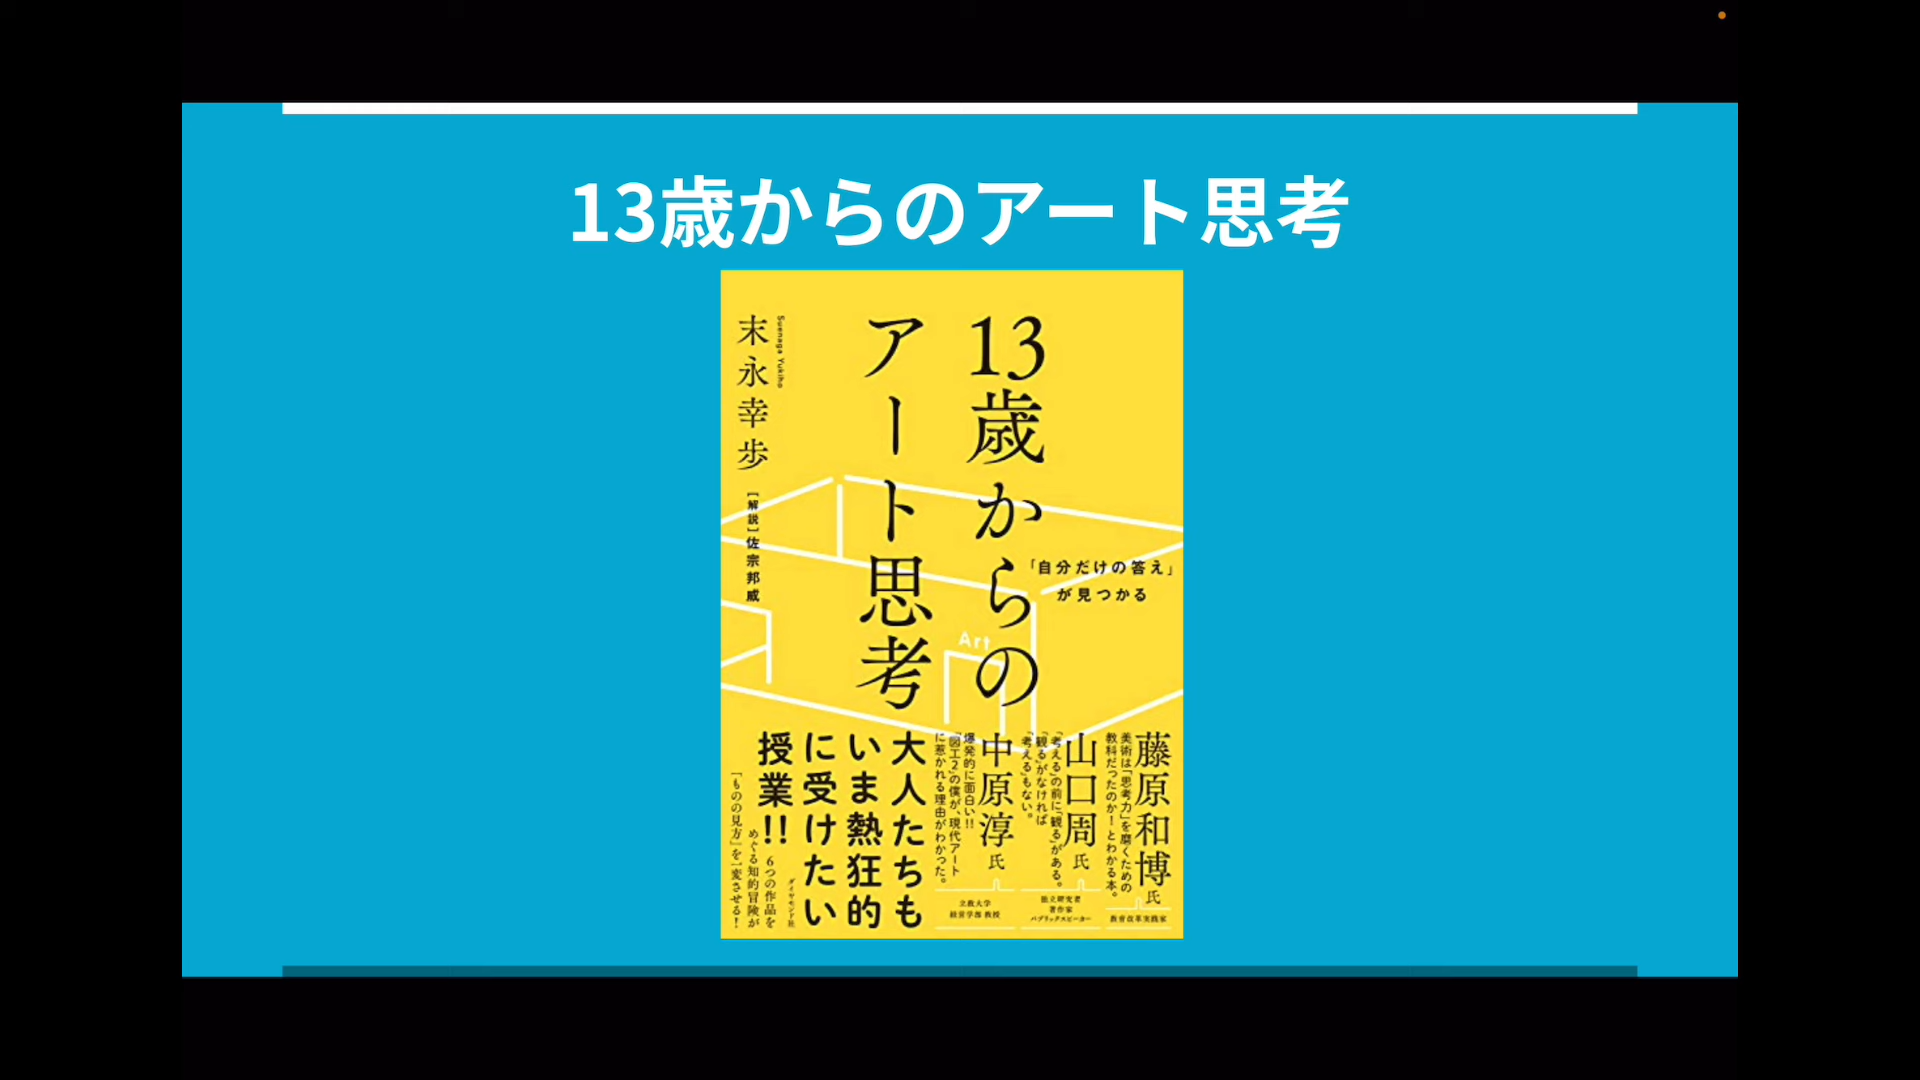 13歳からのアート思考
13歳からの
アート思考
「自分だけの答え」
が見つかる
末永幸歩
Suenaga Yukiho
[解説]佐宗邦威
Art
藤原和博氏
美術は「思考力」を磨くための
教科だったのか!とわかる本。
教育改革実践家
山口周氏
「考える」の前に「観る」がある。
「観る」がなければ
「考える」もない。
独立研究者
著作家
パブリックスピーカー
中原淳氏
爆発的に面白い!!
「図工2」の僕が、現代アート
に惹かれる理由がわかった。
立教大学
経営学部 教授
大人たちも
いま熱狂的
に受けたい
授業!!
6つの作品を
めぐる知的冒険が
「ものの見方」を一変させる!
ダイヤモンド社